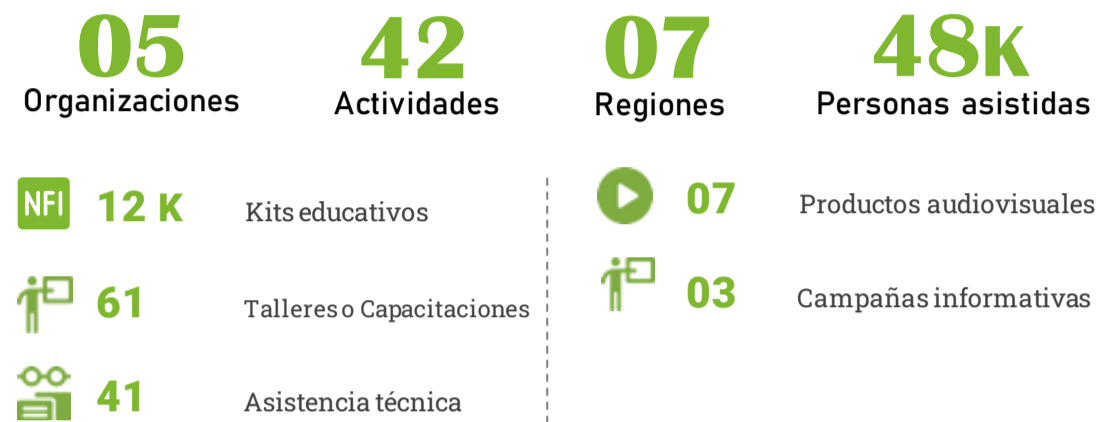 05 42 07 48K
Organizaciones Actividades Regiones Personas asistidas
NFI 12 K Kits educativos
61 Talleres o Capacitaciones
41 Asistencia técnica
07 Productos audiovisuales
03 Campañas informativas